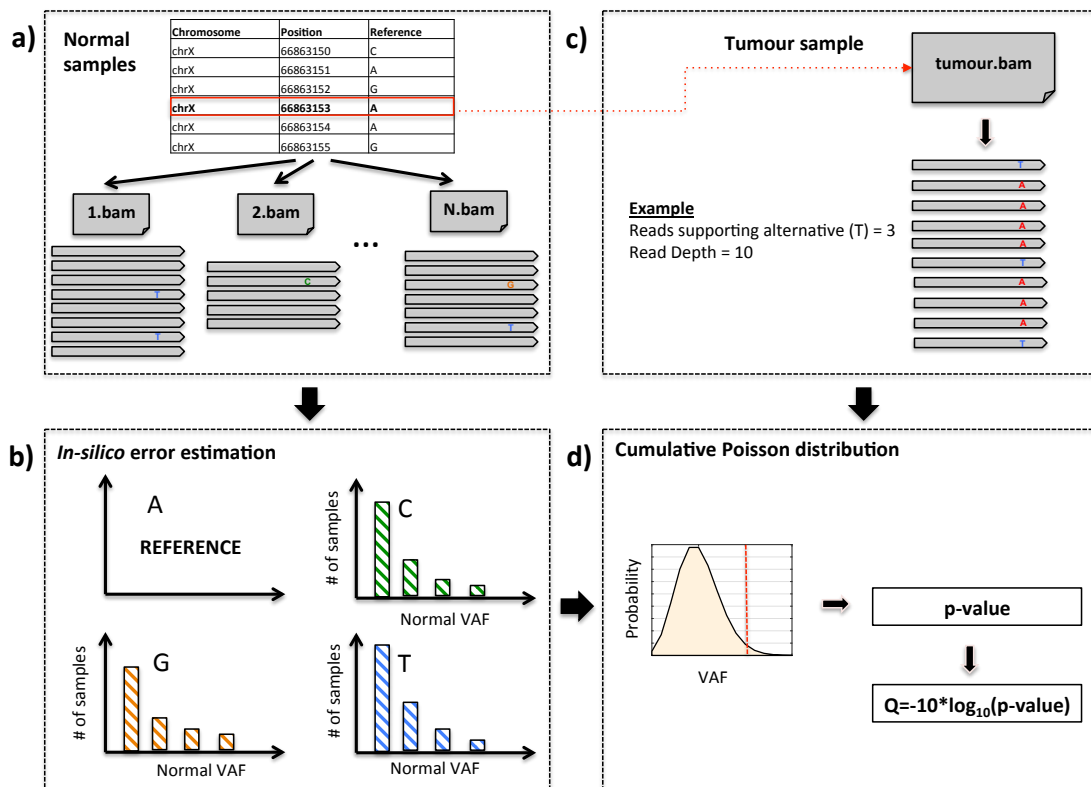 a)
Normal
samples
Chromosome Position Reference
chrX 66863150 C
chrX 66863151 A
chrX 66863152 G
chrX 66863153 A
chrX 66863154 A
chrX 66863155 G
1.bam
2.bam
...
N.bam
T
T
C
G
T
c)
Tumour sample
tumour.bam
Example
Reads supporting alternative (T) = 3
Read Depth = 10
T
A
A
A
A
T
A
A
A
T
b)
In-silico error estimation
A
REFERENCE
# of samples
C
Normal VAF
# of samples
G
Normal VAF
# of samples
T
Normal VAF
d)
Cumulative Poisson distribution
Probability
VAF
p-value
Q=-10*log10(p-value)